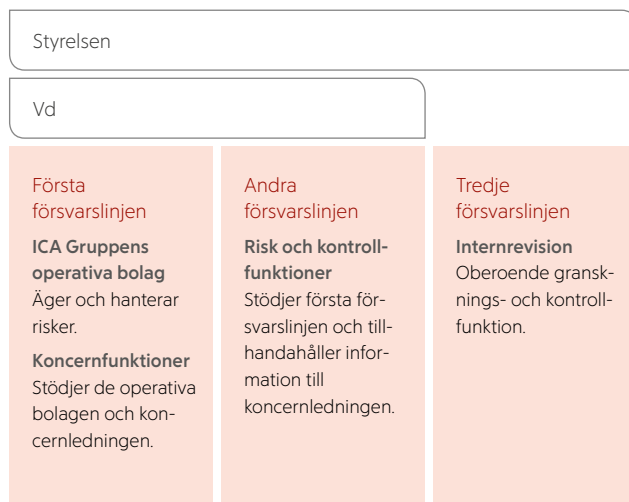 Styrelsen
Vd
Första
försvarslinjen
ICA Gruppens
operativa bolag
Äger och hanterar
risker.
Koncernfunktioner
Stödjer de operativa
bolagen och kon-
cernledningen.
Andra
försvarslinjen
Risk och kontroll-
funktioner
Stödjer första för-
svarslinjen och till-
handahåller infor-
mation till
koncernledningen.
Tredje
försvarslinjen
Internrevision
Oberoende gransk-
nings- och kontroll-
funktion.